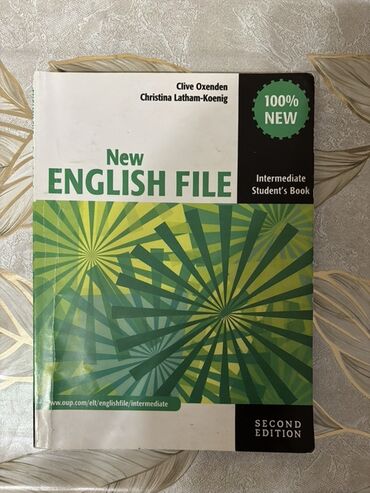 Clive Oxenden
Christina Latham-Koenig
100%
NEW
New
ENGLISH FILE
Intermediate
Student's Book
www.oup.com/elt/englishfile/intermediate
SECOND
EDITION